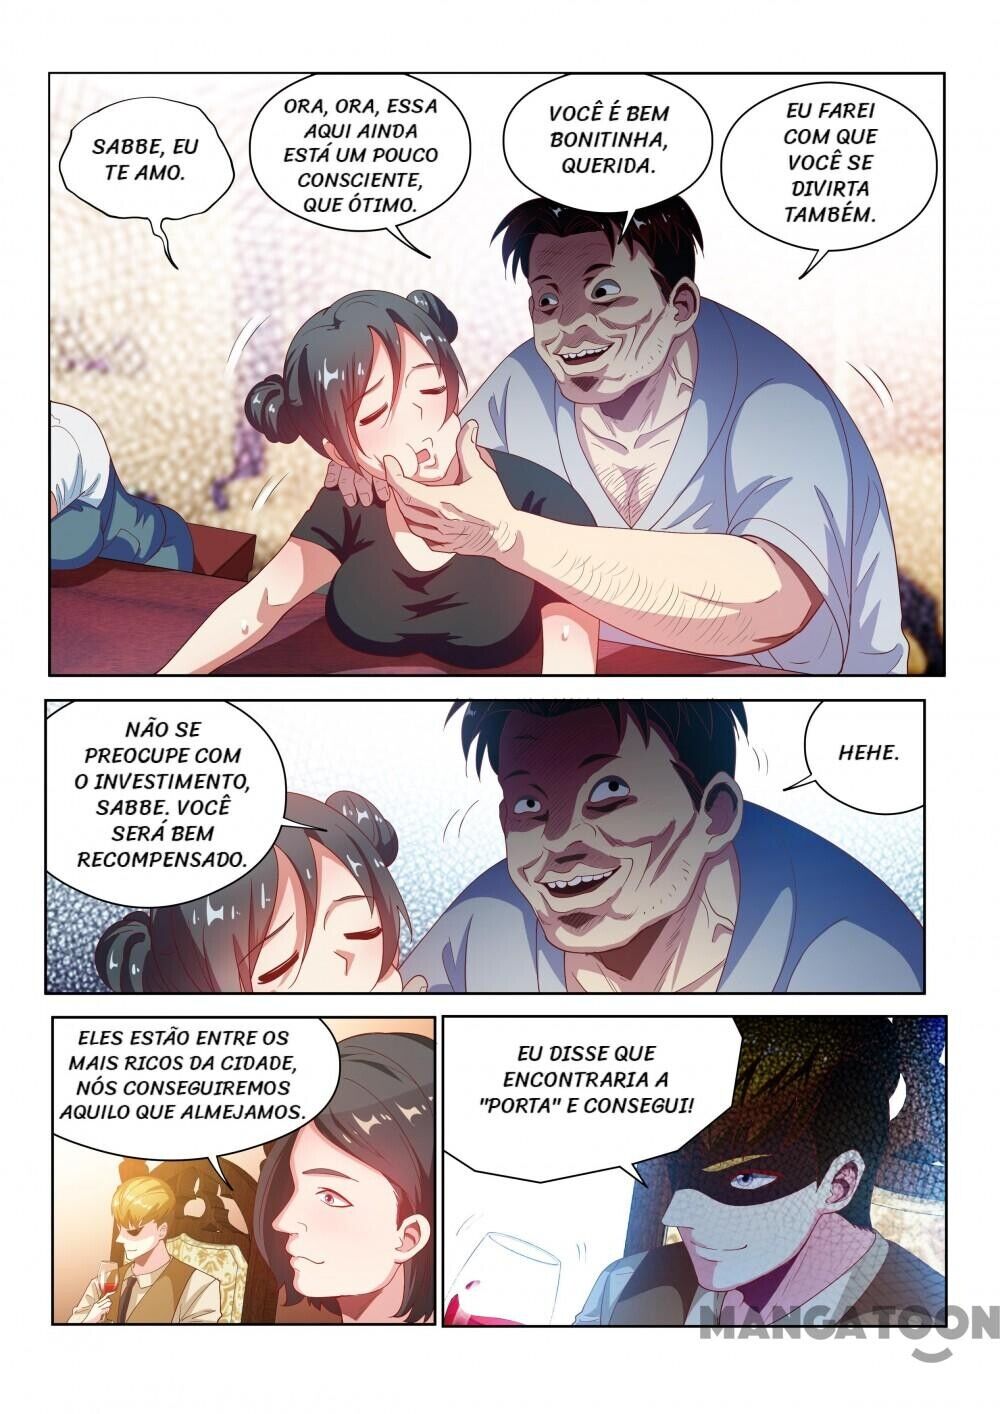 SABBE, EU
TE AMO.
ORA, ORA, ESSA
AQUI AINDA
ESTÁ UM POUCO
CONSCIENTE,
QUE ÓTIMO.
VOCÊ É BEM
BONITINHA,
QUERIDA.
EU FAREI
COM QUE
VOCÊ SE
DIVIRTA
TAMBÉM.
NÃO SE
PREOCUPE COM
O INVESTIMENTO,
SABBE. VOCÊ
SERÁ BEM
RECOMPENSADO.
HEHE.
ELES ESTÃO ENTRE OS
MAIS RICOS DA CIDADE,
NÓS CONSEGUIREMOS
AQUILO QUE ALMEJAMOS.
EU DISSE QUE
ENCONTRARIA A
"PORTA" E CONSEGUI!
MANGATOON